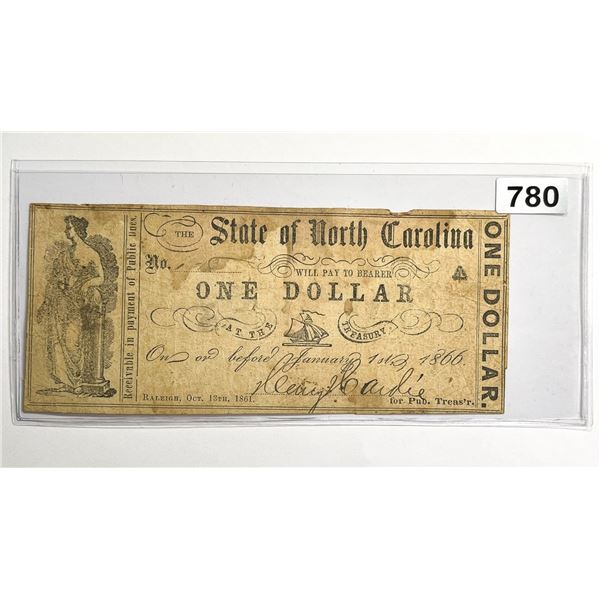 780
THE State of North Carolina
No.
WILL PAY TO BEARER
A
ONE DOLLAR
AT THE TREASURY
On or before January 1st, 1866
for Pub. Treas'r.
RALEIGH, OCT. 13TH, 1861.
Receivable in payment of Public Dues.
ONE DOLLAR.